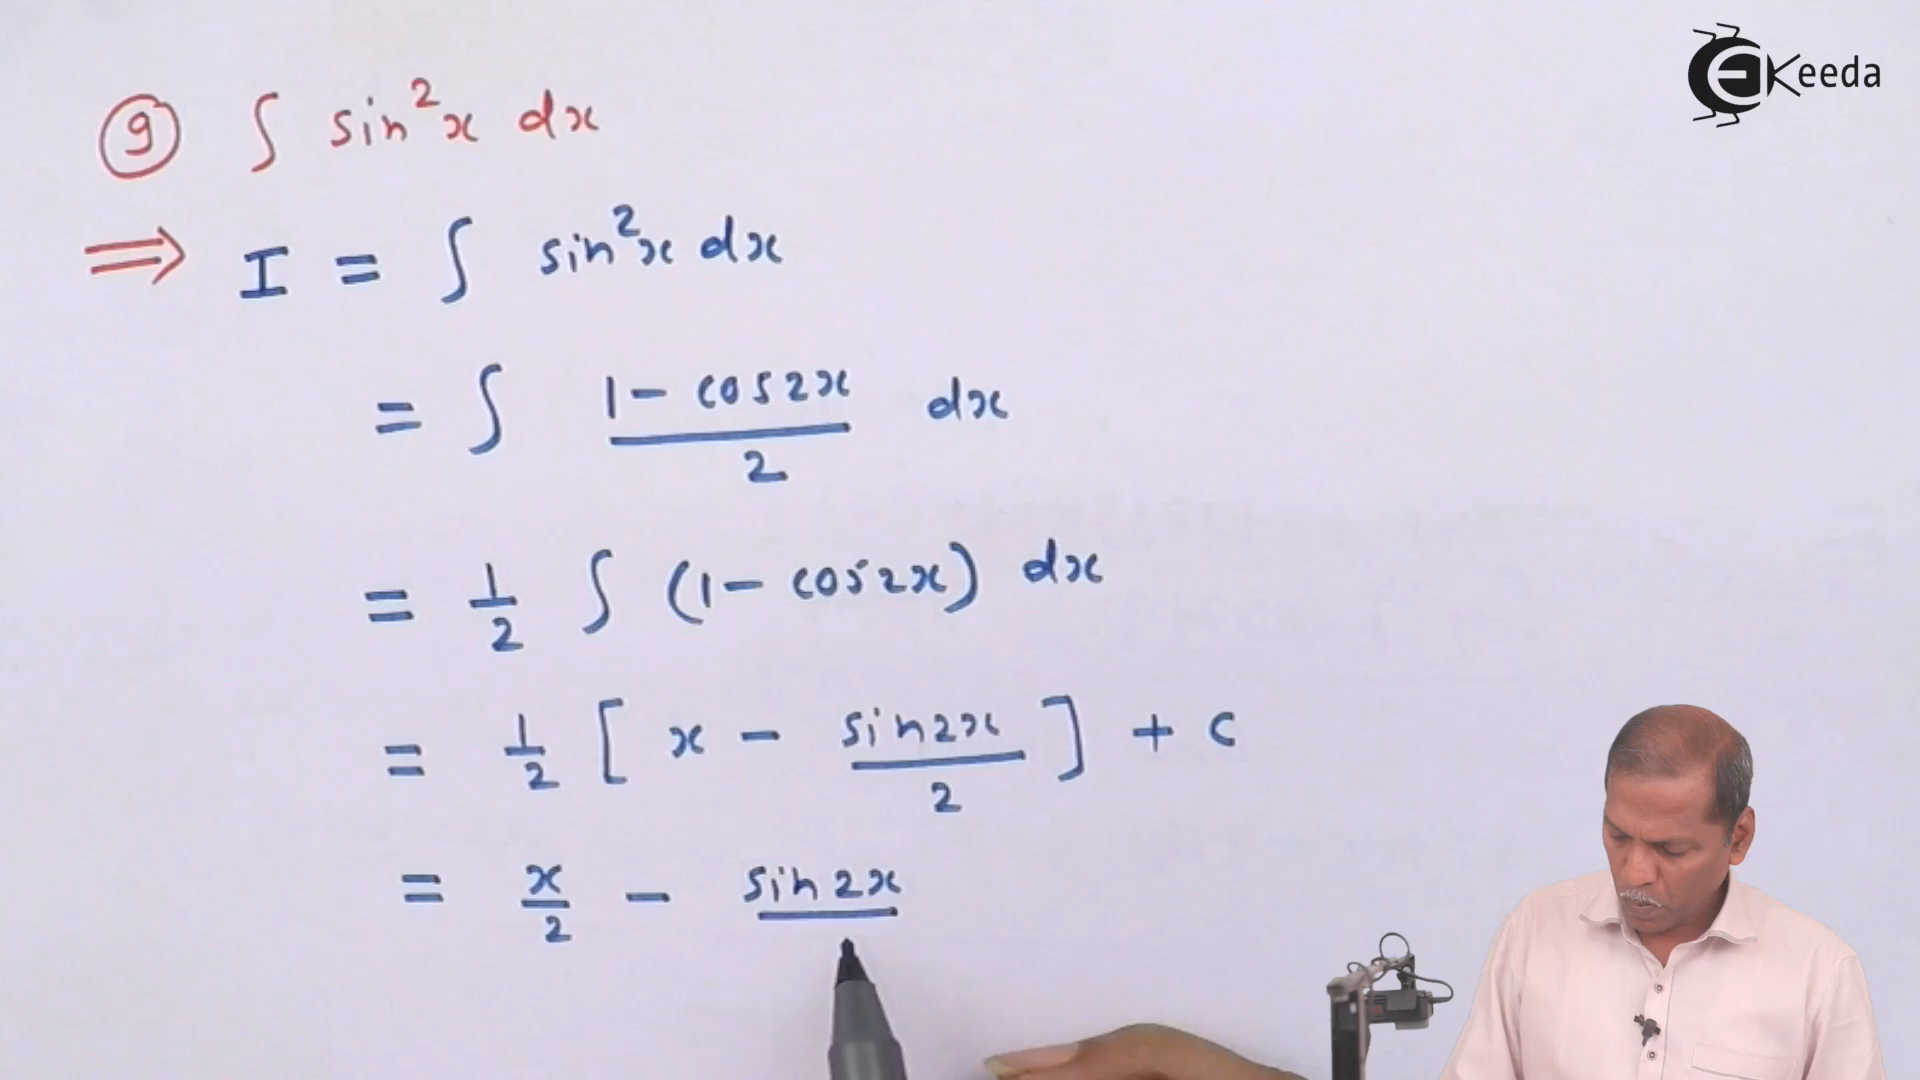 Keeda
⑨ ∫ sin²x dx
⇒ I = ∫ sin²x dx
= ∫ (1 - cos2x)/2 dx
= 1/2 ∫ (1 - cos2x) dx
= 1/2 [x - sin2x/2] + c
= x/2 - sin2x